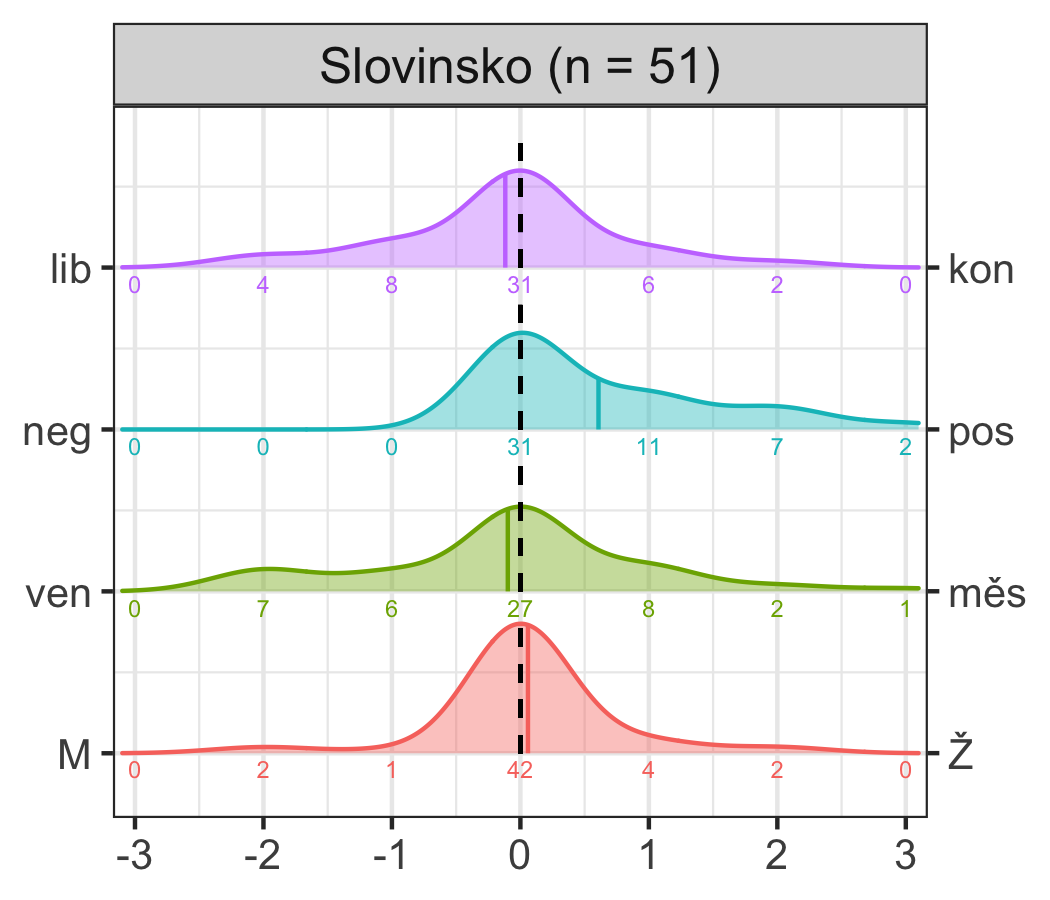 Slovinsko (n = 51)
lib kon
0 4 8 31 6 2 0
neg pos
0 0 0 31 11 7 2
ven měs
0 7 6 27 8 2 1
M Ž
0 2 1 42 4 2 0
-3 -2 -1 0 1 2 3